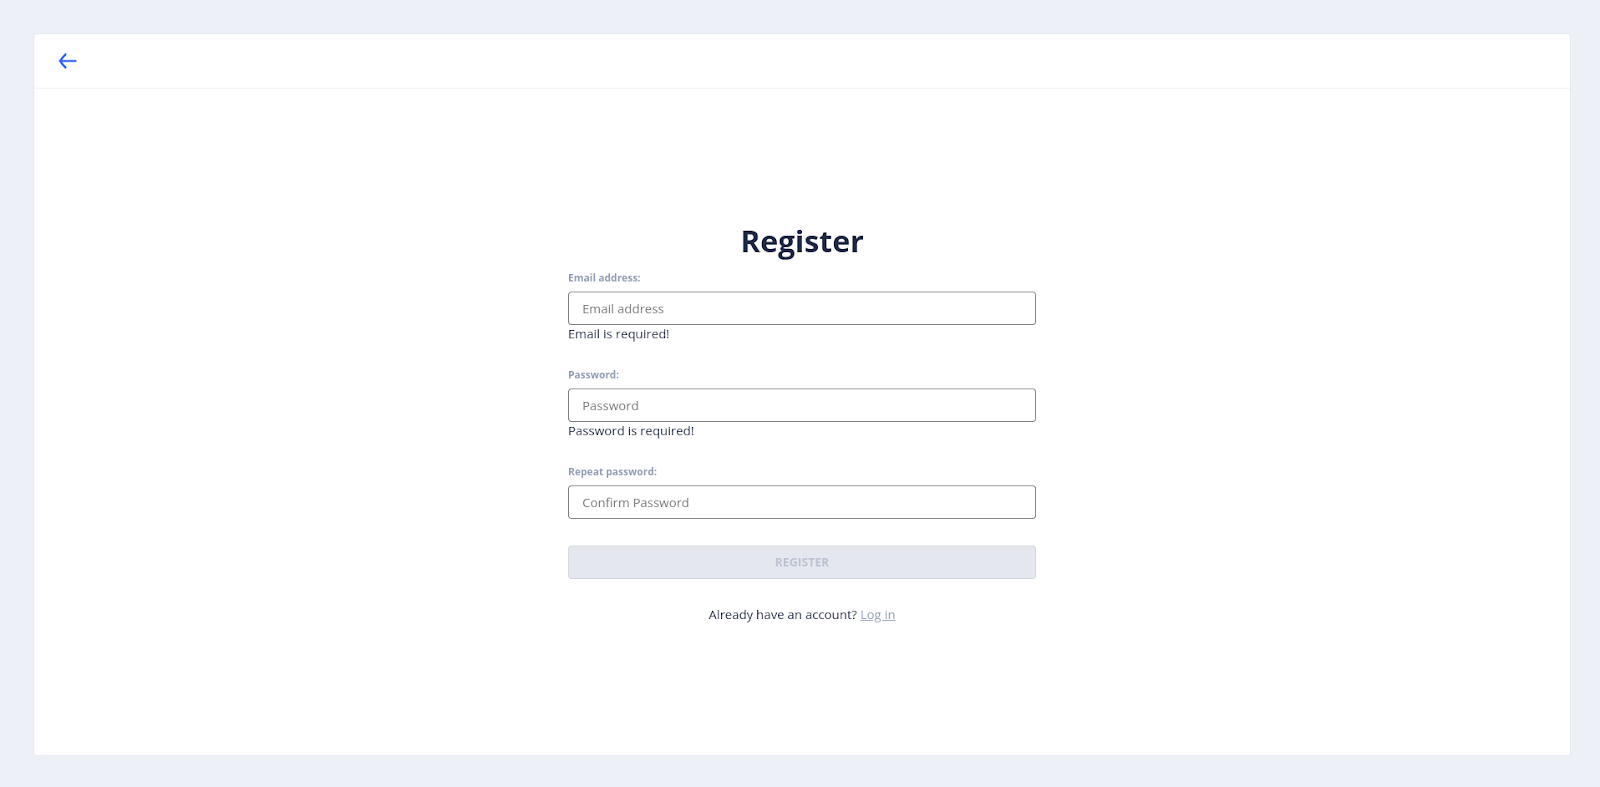 Register
Email address:
Email address
Email is required!
Password:
Password
Password is required!
Repeat password:
Confirm Password
REGISTER
Already have an account? Log in